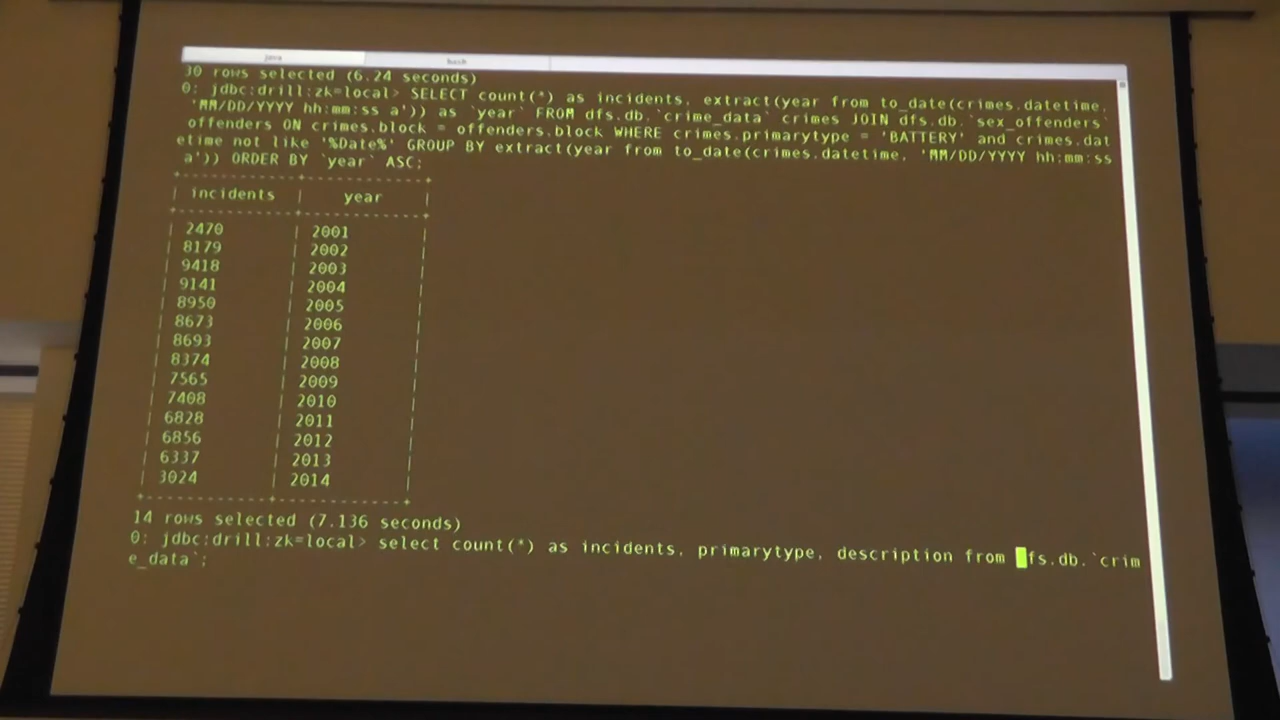 java bash
30 rows selected (6.24 seconds)
0: jdbc:drill:zk=local> SELECT count(*) as incidents, extract(year from to_date(crimes.datetime,
'MM/DD/YYYY hh:mm:ss a')) as `year` FROM dfs.db.`crime_data` crimes JOIN dfs.db.`sex_offenders`
offenders ON crimes.block = offenders.block WHERE crimes.primarytype = 'BATTERY' and crimes.dat
etime not like '%Date%' GROUP BY extract(year from to_date(crimes.datetime, 'MM/DD/YYYY hh:mm:ss
a')) ORDER BY `year` ASC;
| incidents | year |
| 2470 | 2001 |
| 8179 | 2002 |
| 9418 | 2003 |
| 9141 | 2004 |
| 8950 | 2005 |
| 8673 | 2006 |
| 8693 | 2007 |
| 8374 | 2008 |
| 7565 | 2009 |
| 7408 | 2010 |
| 6828 | 2011 |
| 6856 | 2012 |
| 6337 | 2013 |
| 3024 | 2014 |
14 rows selected (7.136 seconds)
0: jdbc:drill:zk=local> select count(*) as incidents, primarytype, description from fs.db.`crim
e_data`;